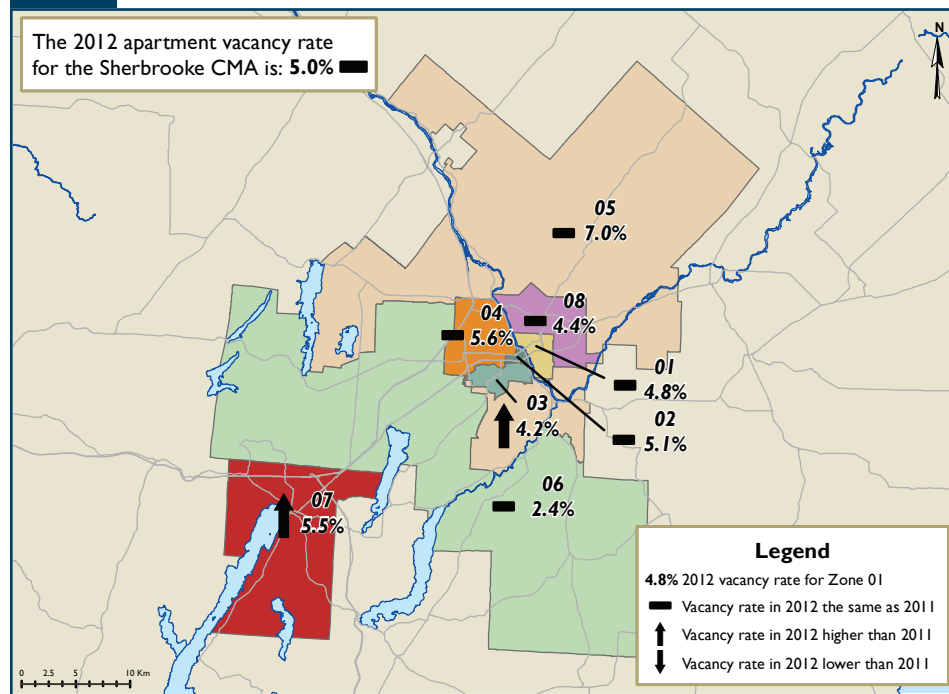 The 2012 apartment vacancy rate
for the Sherbrooke CMA is: 5.0%
N
05
7.0%
08
4.4%
04
5.6%
01
4.8%
03
4.2%
02
5.1%
06
2.4%
07
5.5%
Legend
4.8% 2012 vacancy rate for Zone 01
Vacancy rate in 2012 the same as 2011
Vacancy rate in 2012 higher than 2011
Vacancy rate in 2012 lower than 2011
0 2.5 5 10 Km